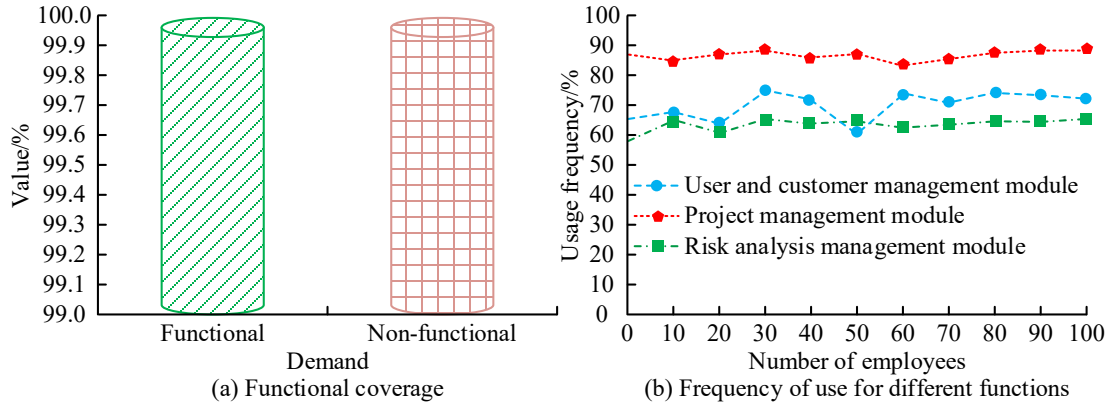 100.0
99.9
99.8
99.7
99.6
99.5
99.4
99.3
99.2
99.1
99.0
Value/%
Functional
Non-functional
Demand
(a) Functional coverage
100
90
80
70
60
50
40
30
20
10
0
Usage frequency/%
User and customer management module
Project management module
Risk analysis management module
0 10 20 30 40 50 60 70 80 90 100
Number of employees
(b) Frequency of use for different functions